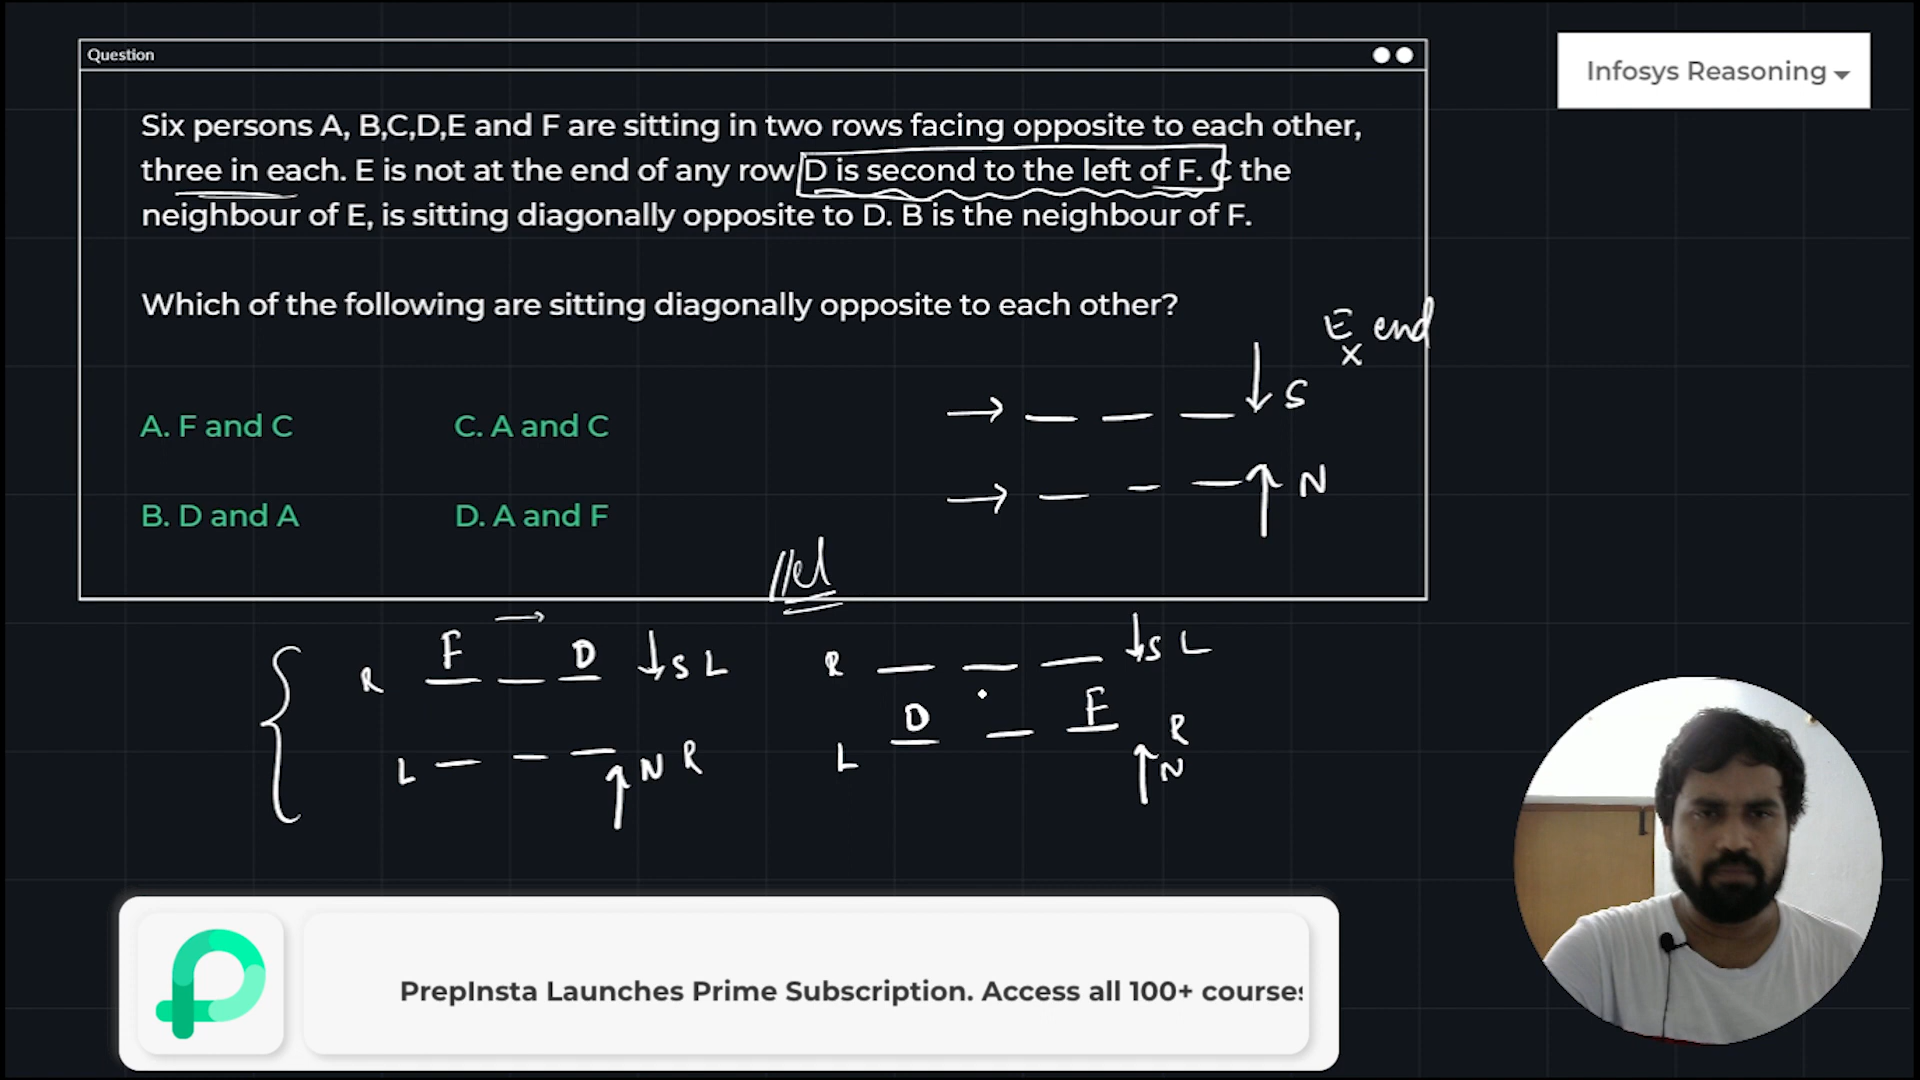 Question
Infosys Reasoning
Six persons A, B,C,D,E and F are sitting in two rows facing opposite to each other,
three in each. E is not at the end of any row D is second to the left of F. C the
neighbour of E, is sitting diagonally opposite to D. B is the neighbour of F.
Which of the following are sitting diagonally opposite to each other?
E end
x
A. F and C
C. A and C
S
N
B. D and A
D. A and F
//el
R F D S L
L N R
R S L
L D F R
N
PrepInsta Launches Prime Subscription. Access all 100+ courses